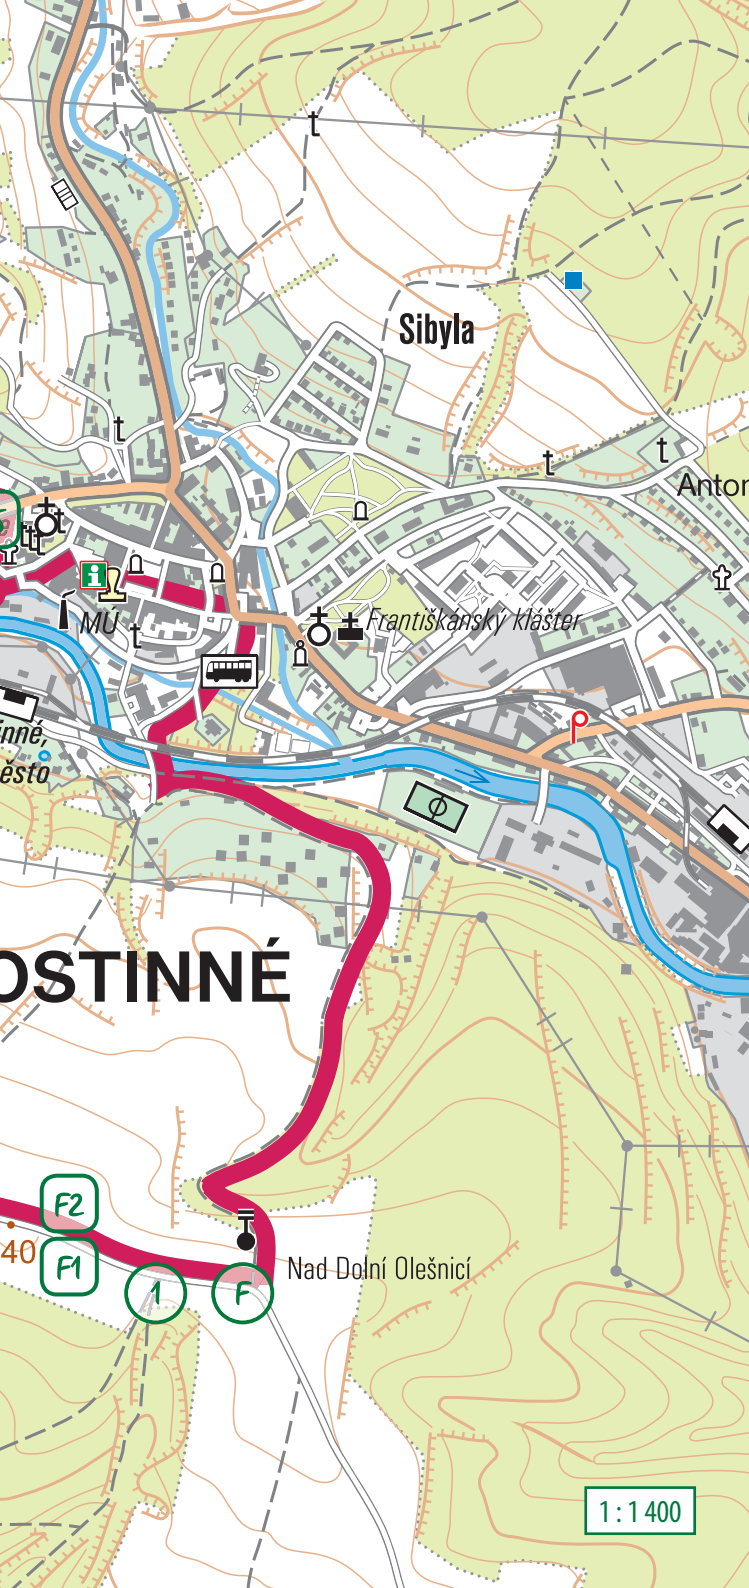 Sibyla
Anton
i
MÚ
Františkánský klášter
inné,
ěsto
OSTINNÉ
F2
40
F1
1
F
Nad Dolní Olešnicí
1 : 1 400